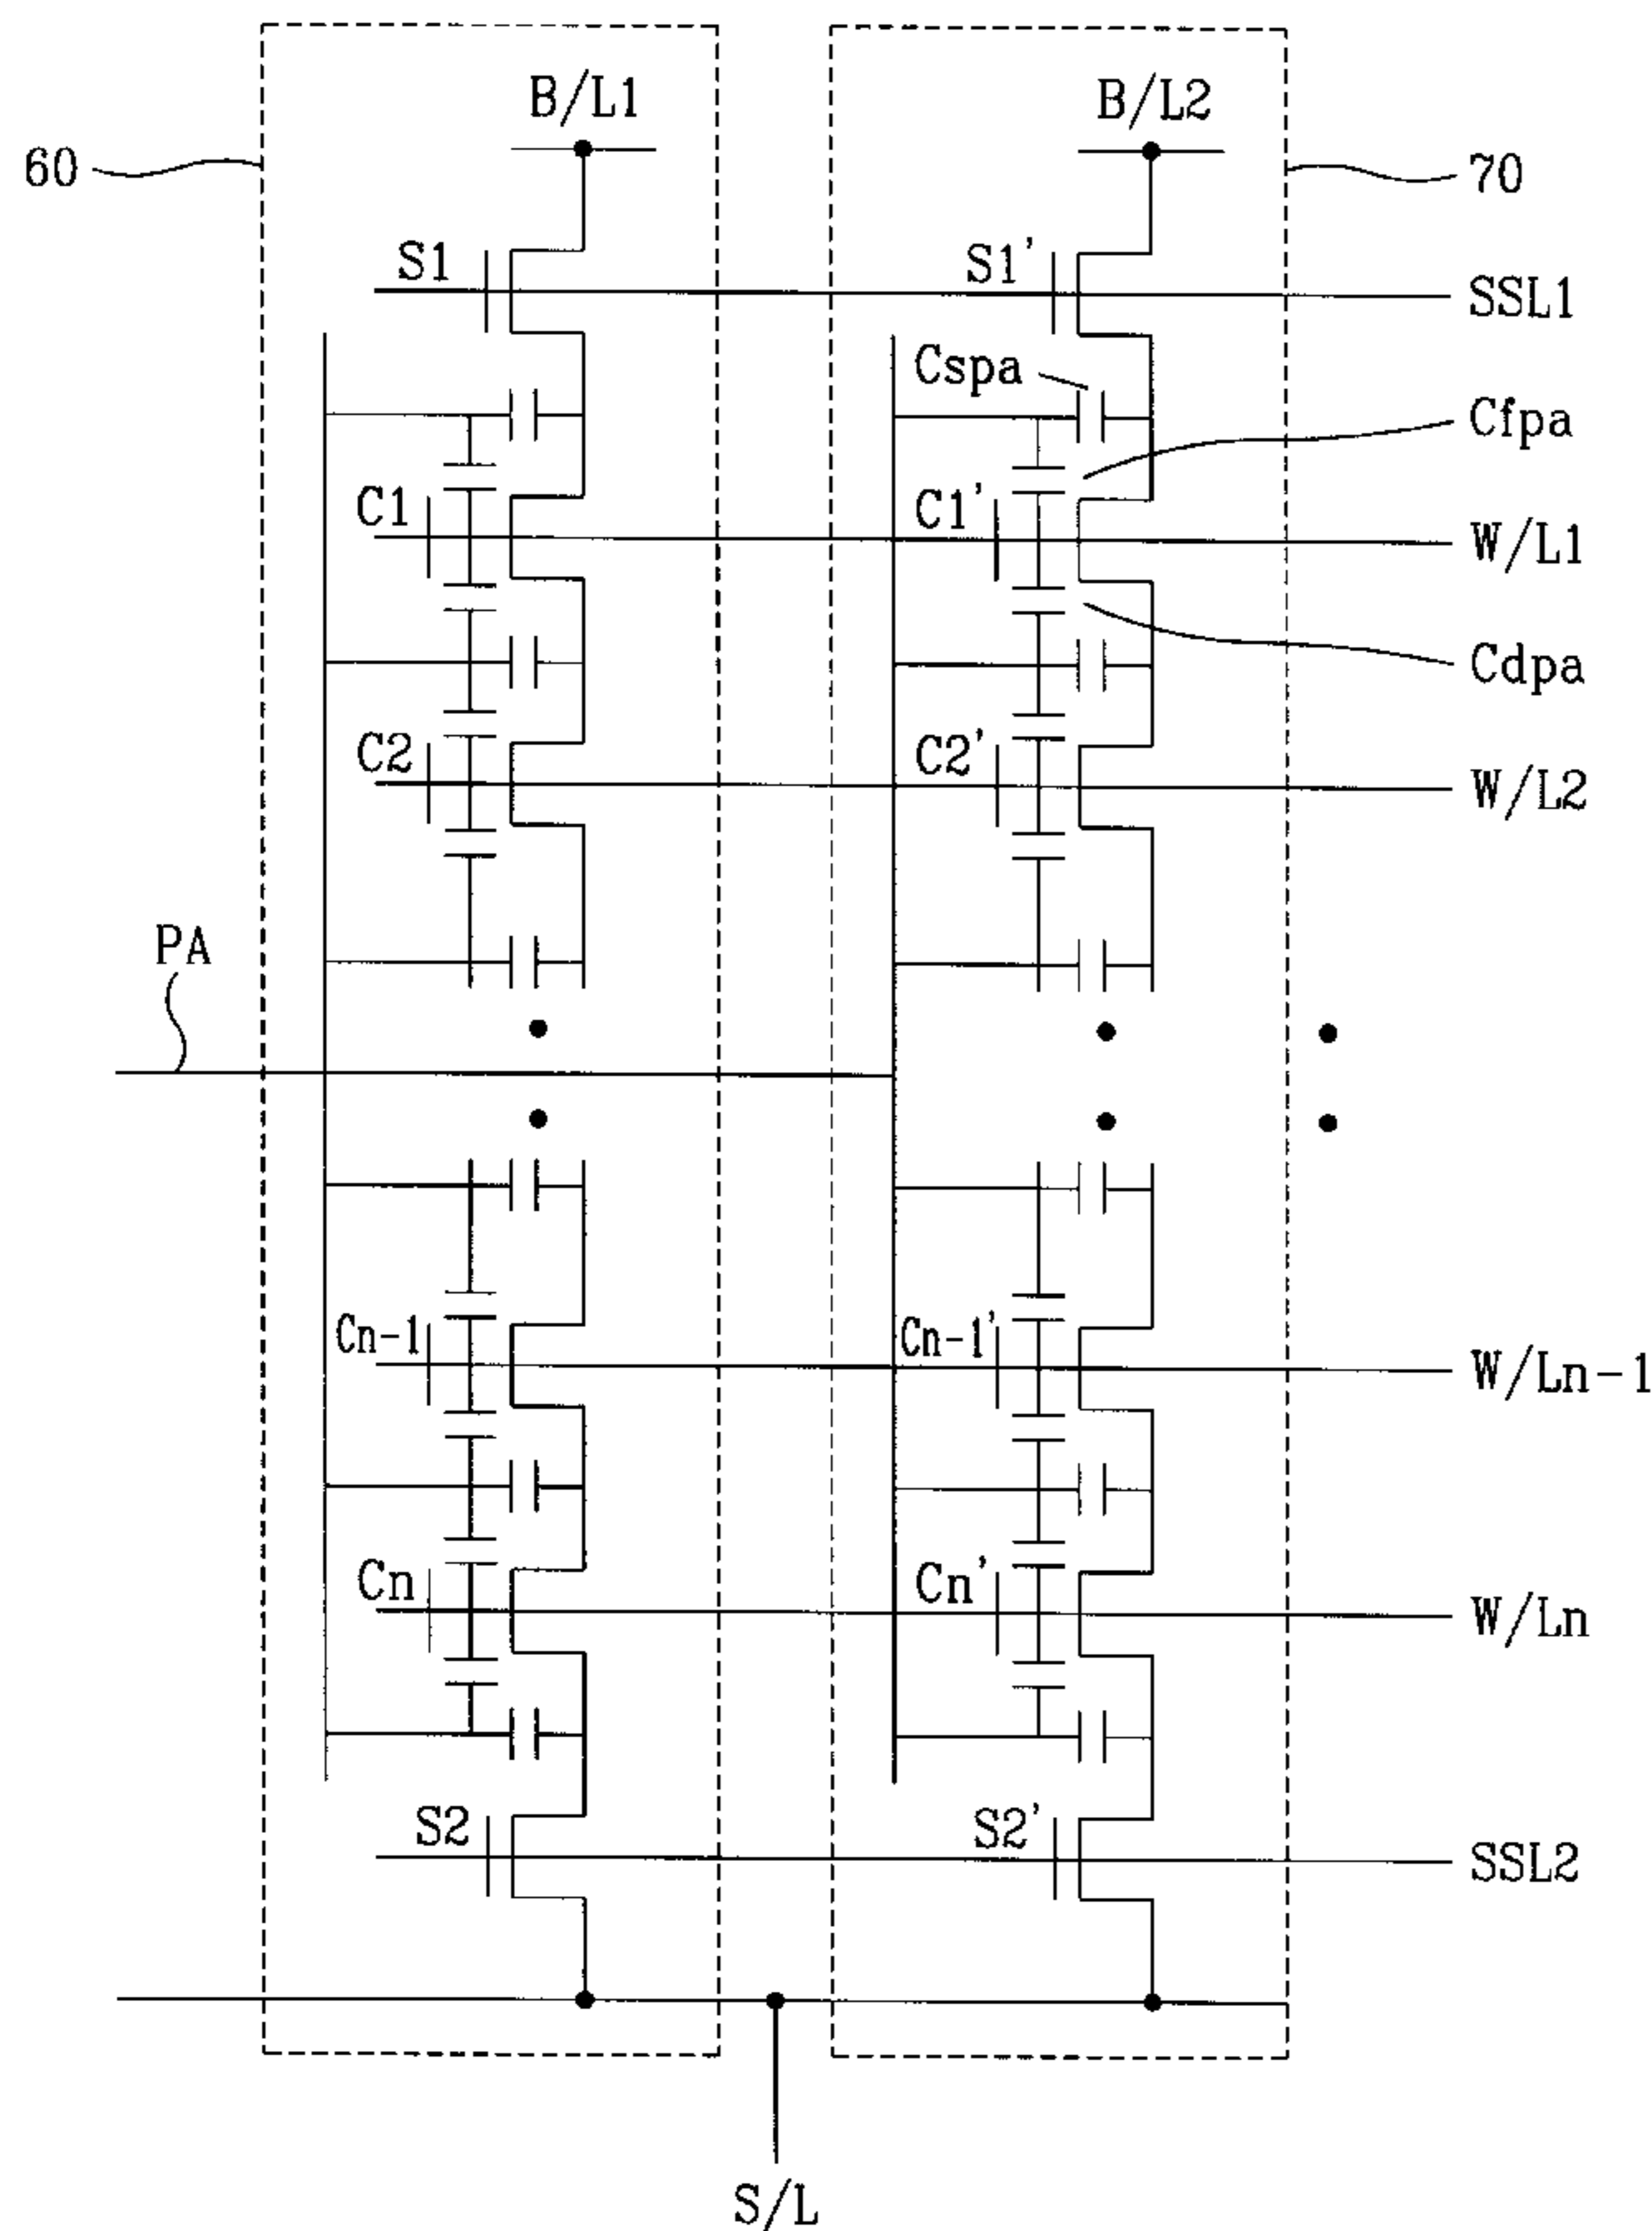 B/L1
B/L2
60
70
S1
S1'
SSL1
Cspa
Cfpa
C1
C1'
W/L1
Cdpa
C2
C2'
W/L2
PA
Cn-1
Cn-1'
W/Ln-1
Cn
Cn'
W/Ln
S2
S2'
SSL2
S/L